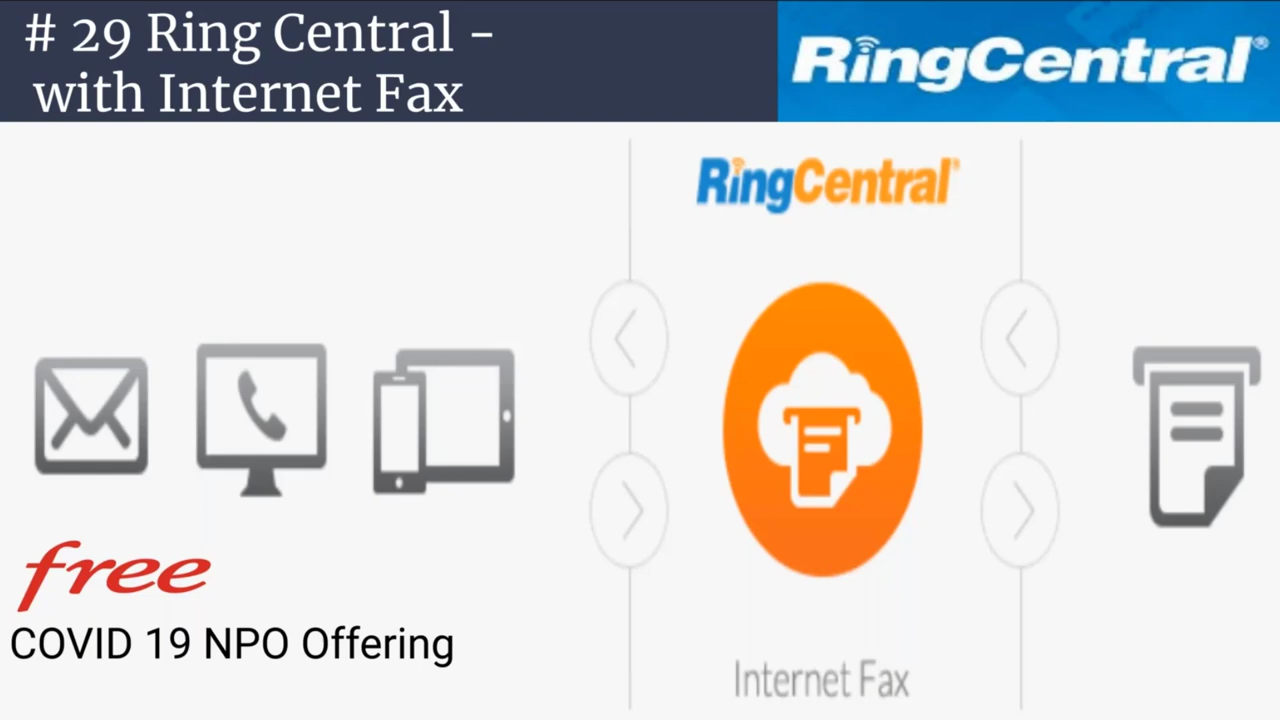 # 29 Ring Central -
with Internet Fax
RingCentral®
RingCentral®
free
COVID 19 NPO Offering
Internet Fax